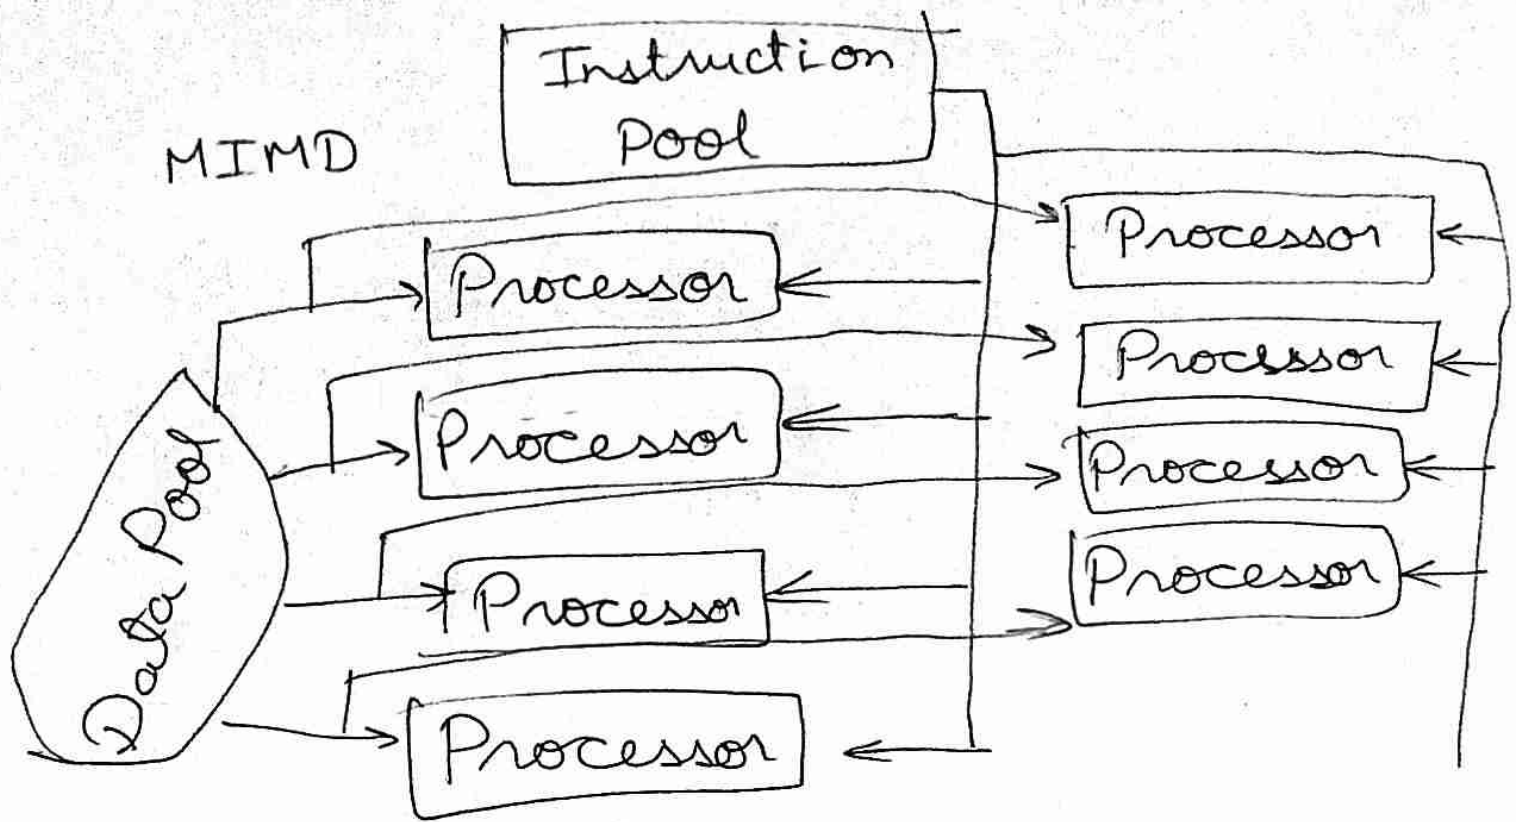 Instruction
Pool
MIMD
Processor
Processor
Processor
Processor
Processor
Processor
Processor
Processor
Data Pool